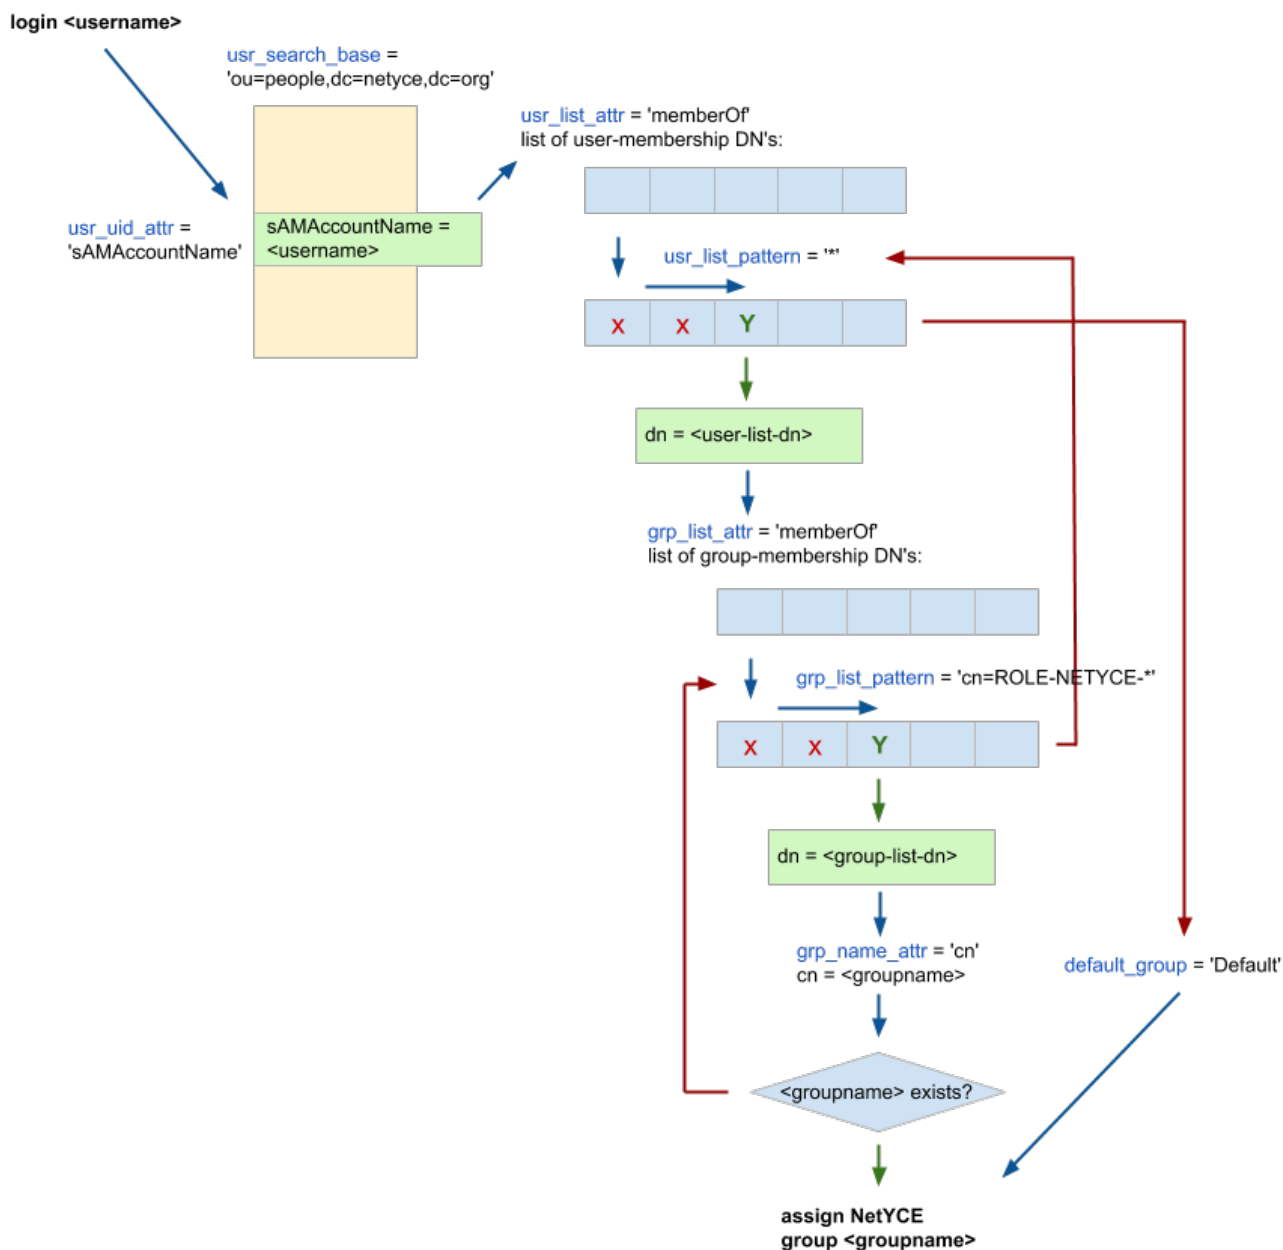 login <username>
usr_search_base =
'ou=people,dc=netyce,dc=org'
usr_list_attr = 'memberOf'
list of user-membership DN's:
usr_uid_attr =
'sAMAccountName'
sAMAccountName =
<username>
usr_list_pattern = '*'
x x Y
dn = <user-list-dn>
grp_list_attr = 'memberOf'
list of group-membership DN's:
grp_list_pattern = 'cn=ROLE-NETYCE-*'
x x Y
dn = <group-list-dn>
grp_name_attr = 'cn'
cn = <groupname>
default_group = 'Default'
<groupname> exists?
assign NetYCE
group <groupname>